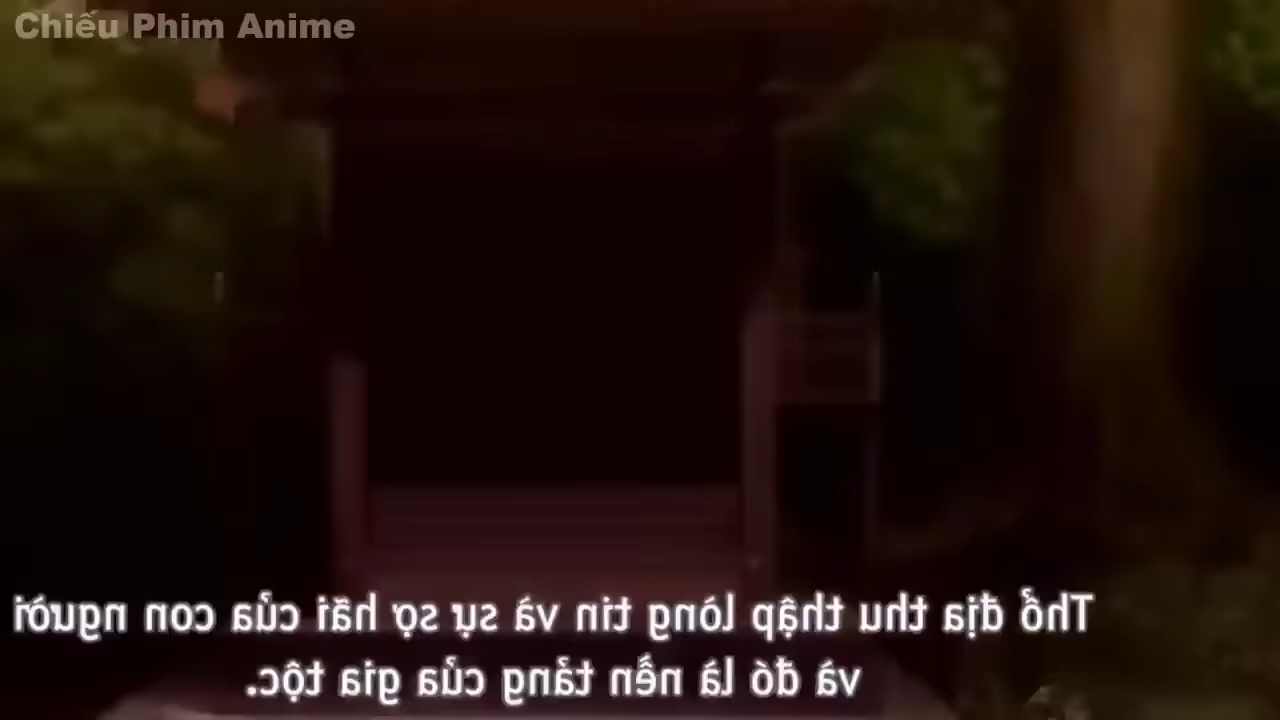 Chiếu Phim Anime
Thổ địa thu thập lòng tin và sự sợ hãi của con người
và đó là nền tảng của gia tộc.